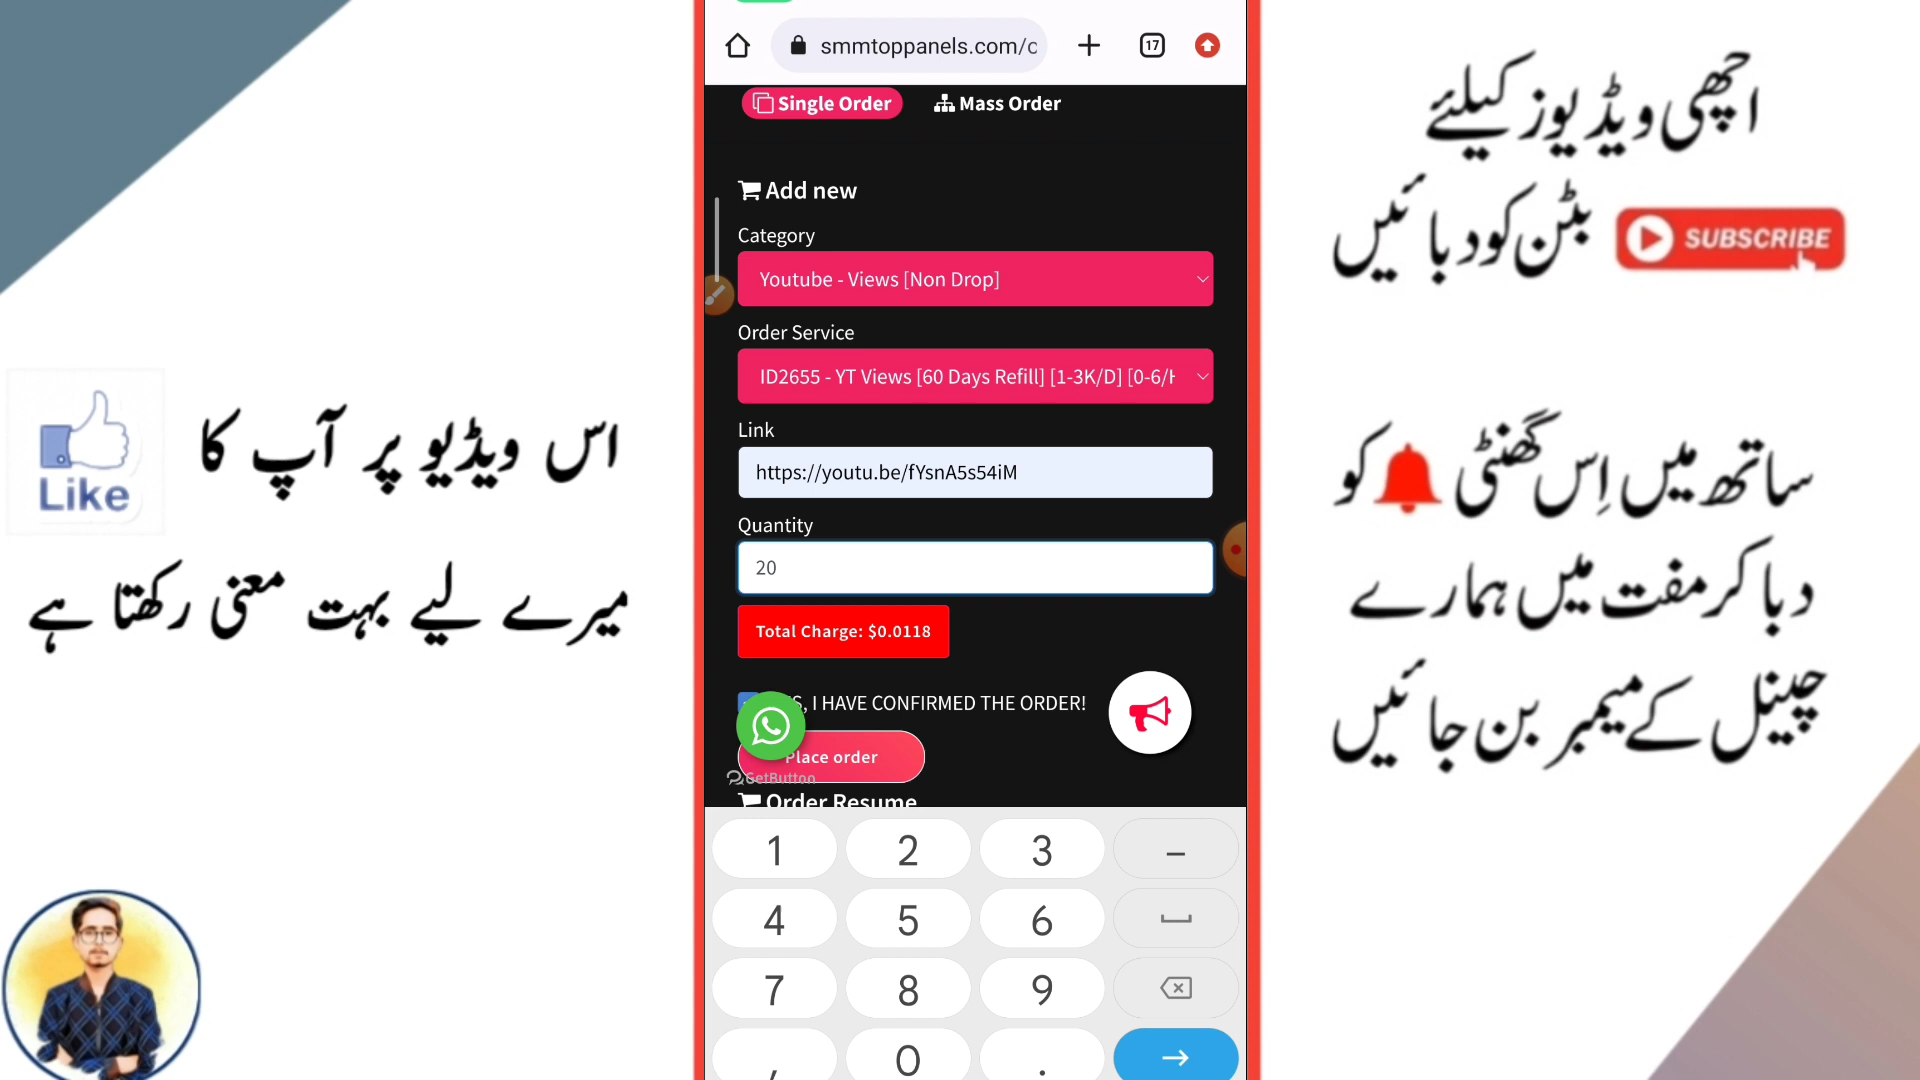 smmtoppanels.com/c
17
Single Order
Mass Order
Add new
Category
Youtube - Views [Non Drop]
Order Service
ID2655 - YT Views [60 Days Refill] [1-3K/D] [0-6/H
Link
https://youtu.be/fYsnA5s54iM
Quantity
20
Total Charge: $0.0118
S, I HAVE CONFIRMED THE ORDER!
Place order
GetButton
Order Resume
1 2 3 –
4 5 6
7 8 9
, 0 .
Like
اس ویڈیو پر آپ کا
میرے لیے بہت معنی رکھتا ہے
اچھی ویڈیوز کیلئے
بٹن کو دبائیں
SUBSCRIBE
ساتھ میں اِس گھنٹی کو
دبا کر مفت میں ہمارے
چینل کے میمبر بن جائیں